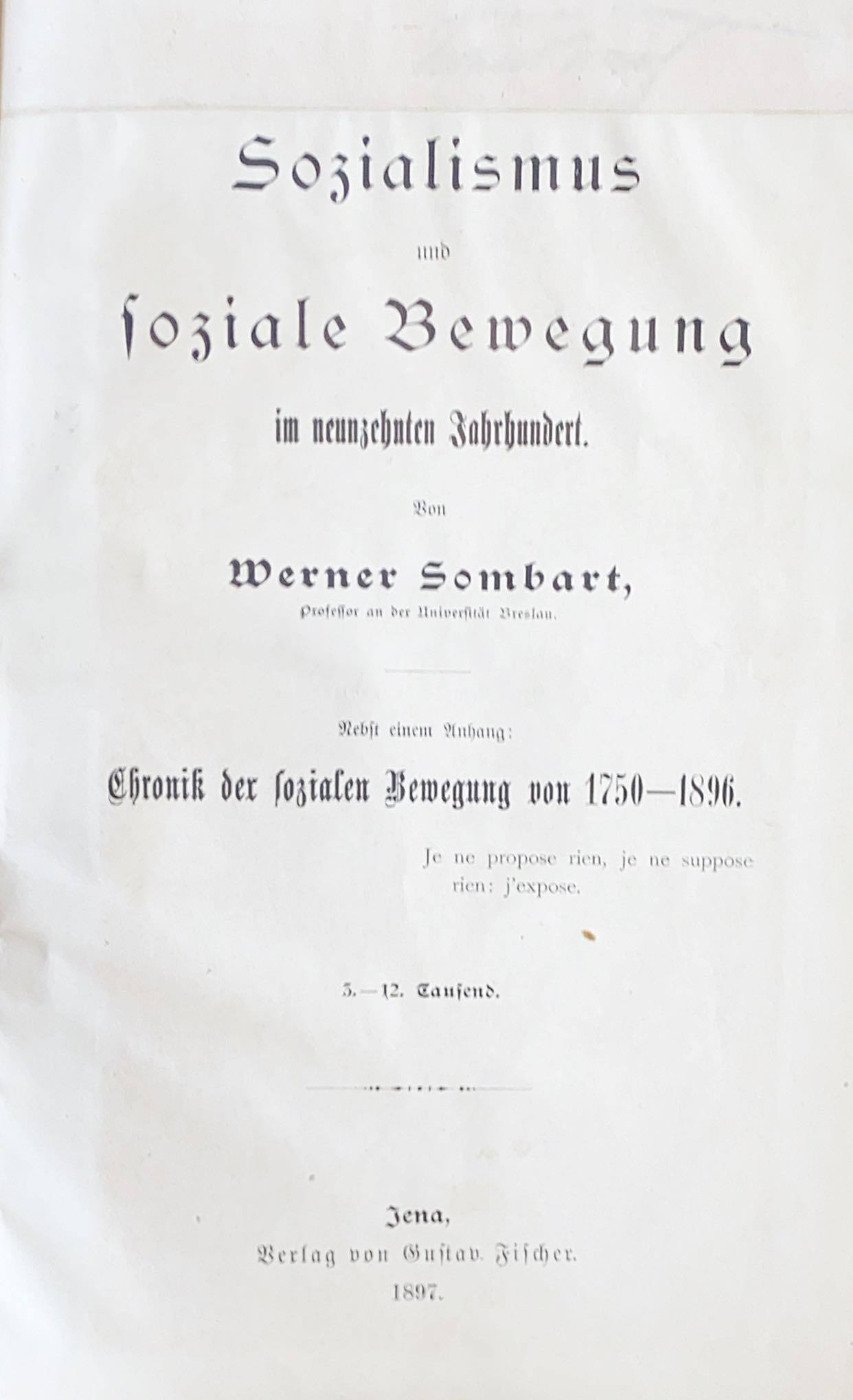 Sozialismus
und
ſoziale Bewegung
im neunzehnten Jahrhundert.
Von
Werner Sombart,
Profeſſor an der Univerſität Breslau.
Nebſt einem Anhang:
Chronik der ſozialen Bewegung von 1750—1896.
Je ne propose rien, je ne suppose
rien: j'expose.
3.—12. Tauſend.
Jena,
Verlag von Guſtav Fiſcher.
1897.